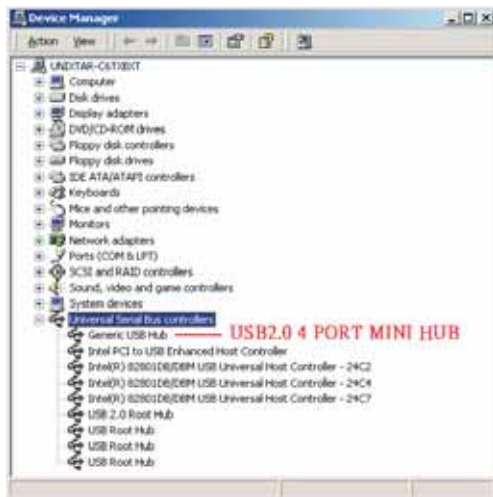 Device Manager
Action View
UNIXTAR-C6TXBXT
Computer
Disk drives
Display adapters
DVD/CD-ROM drives
Floppy disk controllers
Floppy disk drives
IDE ATA/ATAPI controllers
Keyboards
Mice and other pointing devices
Monitors
Network adapters
Ports (COM & LPT)
SCSI and RAID controllers
Sound, video and game controllers
System devices
Universal Serial Bus controllers
Generic USB Hub USB2.0 4 PORT MINI HUB
Intel PCI to USB Enhanced Host Controller
Intel(R) 82801DB/DBM USB Universal Host Controller - 24C2
Intel(R) 82801DB/DBM USB Universal Host Controller - 24C4
Intel(R) 82801DB/DBM USB Universal Host Controller - 24C7
USB 2.0 Root Hub
USB Root Hub
USB Root Hub
USB Root Hub